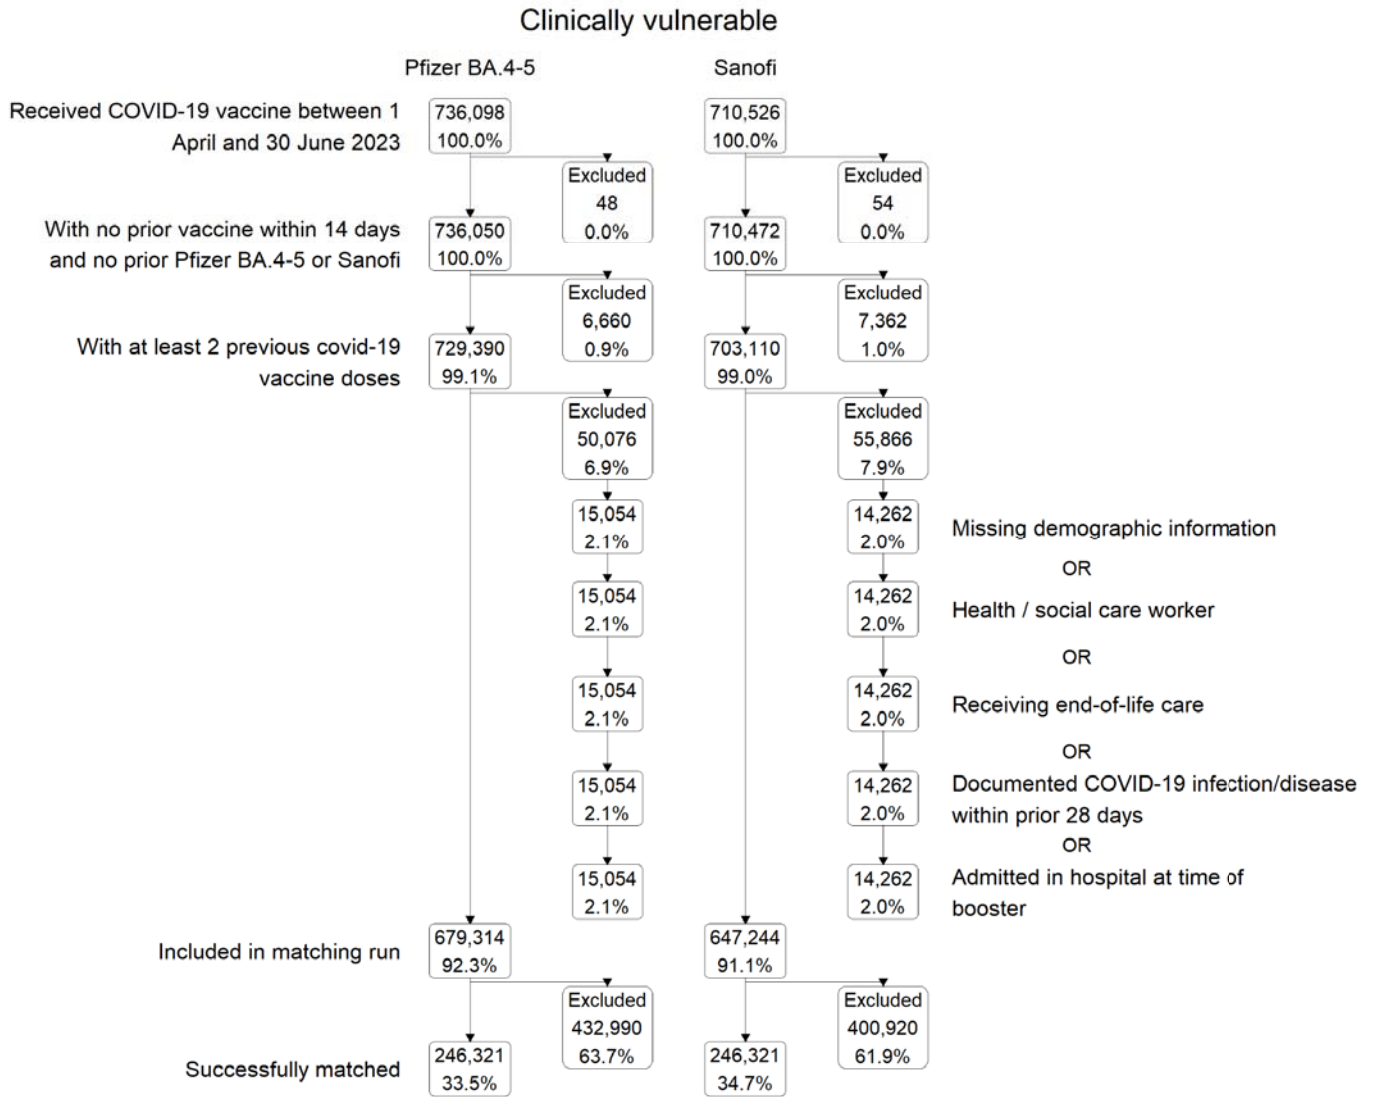 Clinically vulnerable
Pfizer BA.4-5
Sanofi
Received COVID-19 vaccine between 1
April and 30 June 2023
736,098
100.0%
710,526
100.0%
Excluded
48
0.0%
Excluded
54
0.0%
With no prior vaccine within 14 days
and no prior Pfizer BA.4-5 or Sanofi
736,050
100.0%
710,472
100.0%
Excluded
6,660
0.9%
Excluded
7,362
1.0%
With at least 2 previous covid-19
vaccine doses
729,390
99.1%
703,110
99.0%
Excluded
50,076
6.9%
Excluded
55,866
7.9%
15,054
2.1%
14,262
2.0%
Missing demographic information
OR
15,054
2.1%
14,262
2.0%
Health / social care worker
OR
15,054
2.1%
14,262
2.0%
Receiving end-of-life care
OR
15,054
2.1%
14,262
2.0%
Documented COVID-19 infection/disease
within prior 28 days
OR
15,054
2.1%
14,262
2.0%
Admitted in hospital at time of
booster
Included in matching run
679,314
92.3%
647,244
91.1%
Excluded
432,990
63.7%
Excluded
400,920
61.9%
Successfully matched
246,321
33.5%
246,321
34.7%